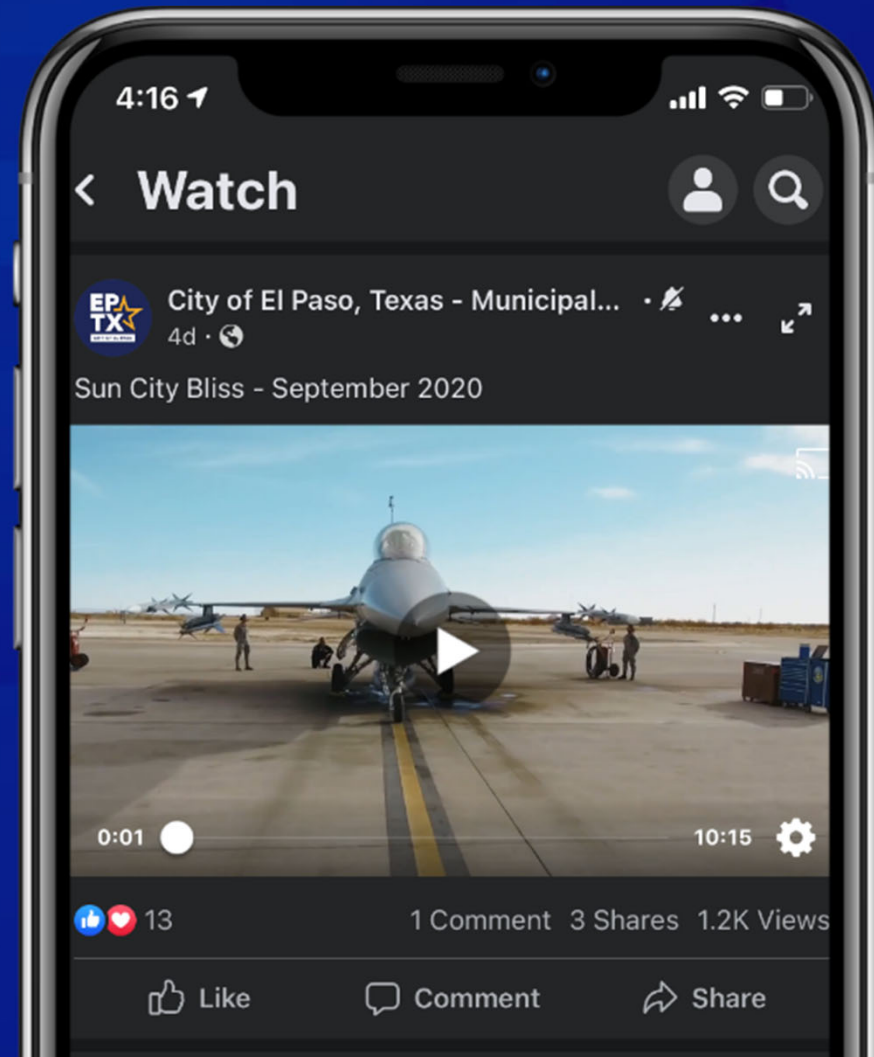 4:16
Watch
EP
TX
City of El Paso, Texas - Municipal...
4d ·
Sun City Bliss - September 2020
0:01
10:15
13
1 Comment 3 Shares 1.2K Views
Like
Comment
Share